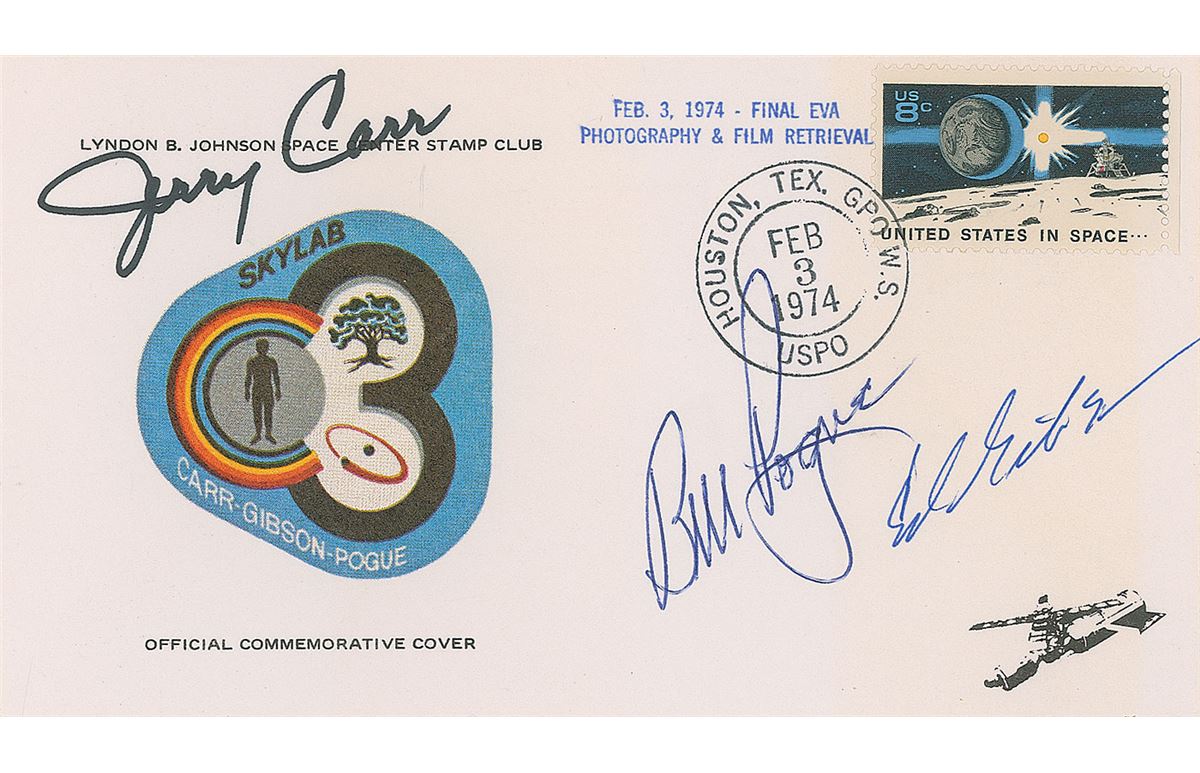 Jerry Carr
LYNDON B. JOHNSON SPACE CENTER STAMP CLUB
FEB. 3, 1974 - FINAL EVA
PHOTOGRAPHY & FILM RETRIEVAL
US
8c
UNITED STATES IN SPACE...
HOUSTON, TEX. GPO W.S.
FEB
3
1974
USPO
SKYLAB
3
CARR-GIBSON-POGUE
Bill Pogue
Ed Gibson
OFFICIAL COMMEMORATIVE COVER